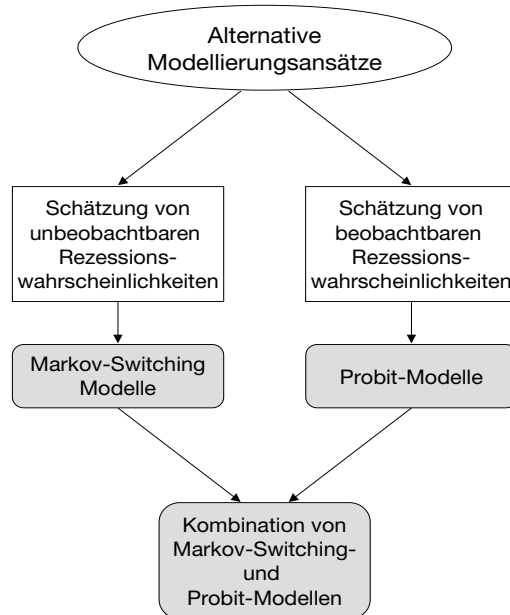 Alternative
Modellierungsansätze
Schätzung von
unbeobachtbaren
Rezessions-
wahrscheinlichkeiten
Schätzung von
beobachtbaren
Rezessions-
wahrscheinlichkeiten
Markov-Switching
Modelle
Probit-Modelle
Kombination von
Markov-Switching-
und
Probit-Modellen